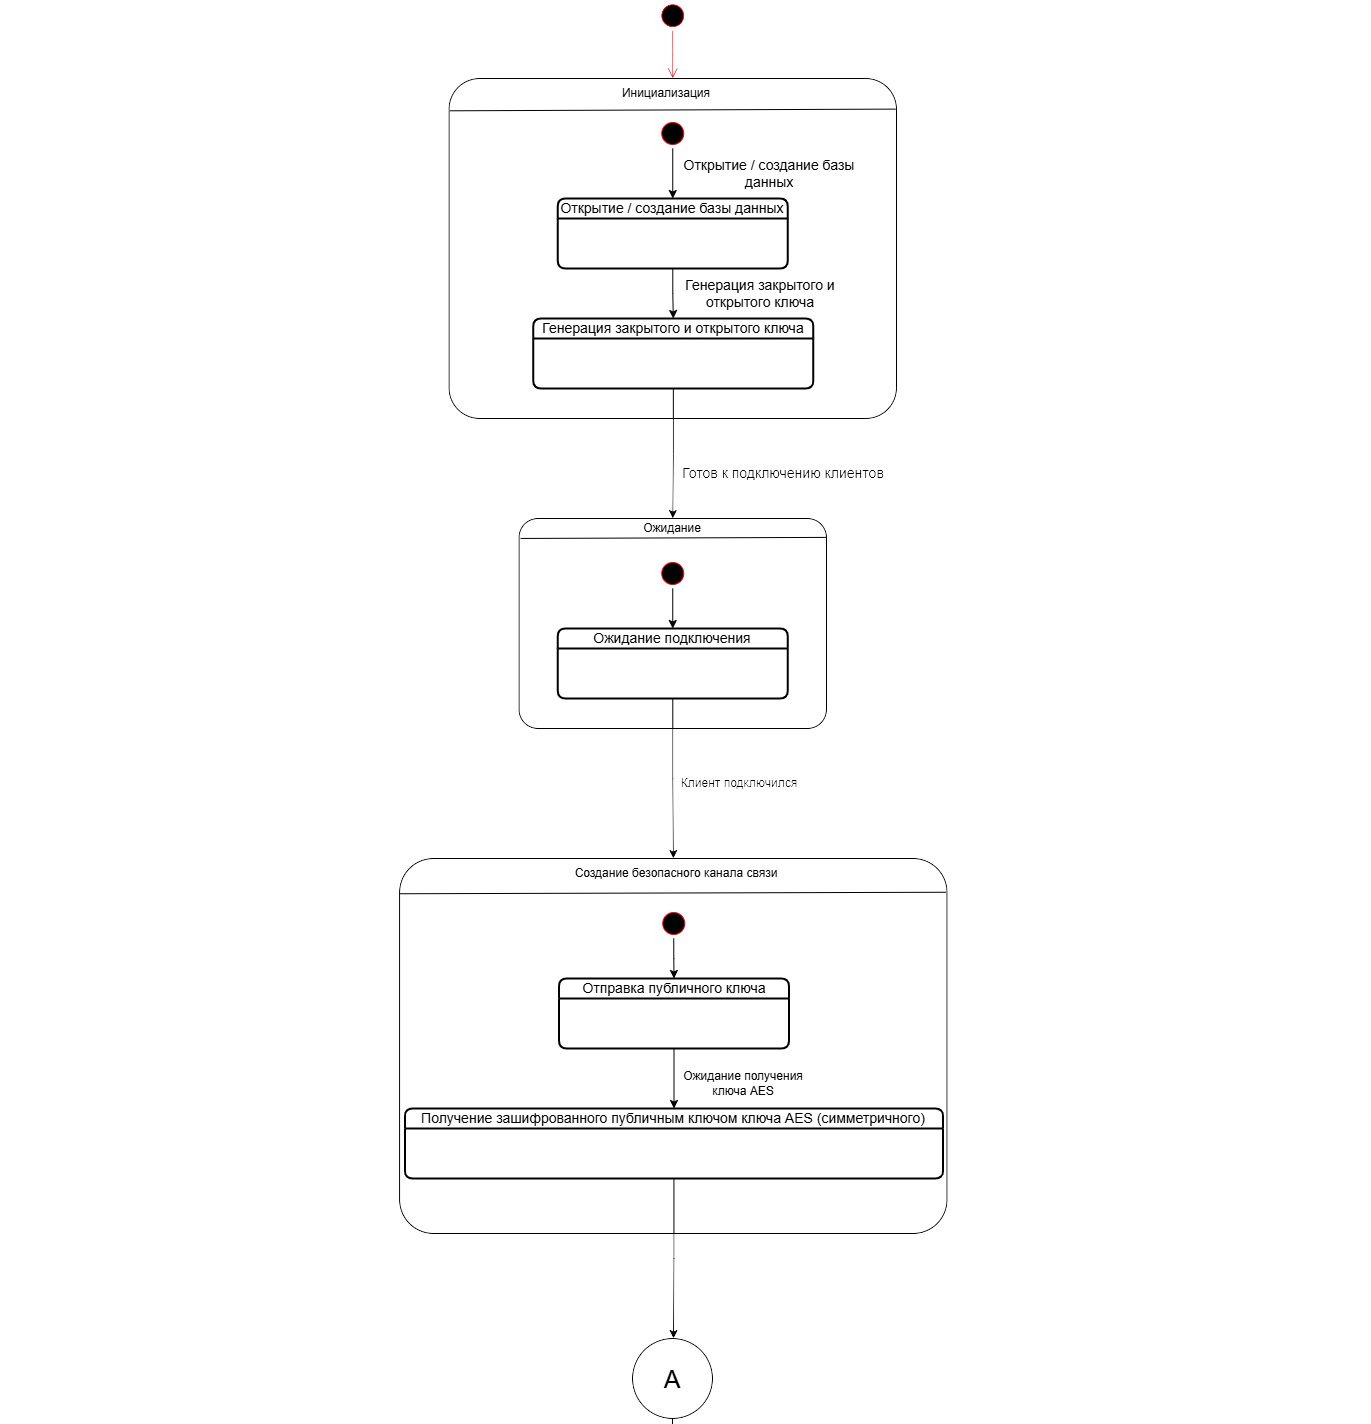 Инициализация
Открытие / создание базы
данных
Открытие / создание базы данных
Генерация закрытого и
открытого ключа
Генерация закрытого и открытого ключа
Готов к подключению клиентов
Ожидание
Ожидание подключения
Клиент подключился
Создание безопасного канала связи
Отправка публичного ключа
Ожидание получения
ключа AES
Получение зашифрованного публичным ключом ключа AES (симметричного)
A